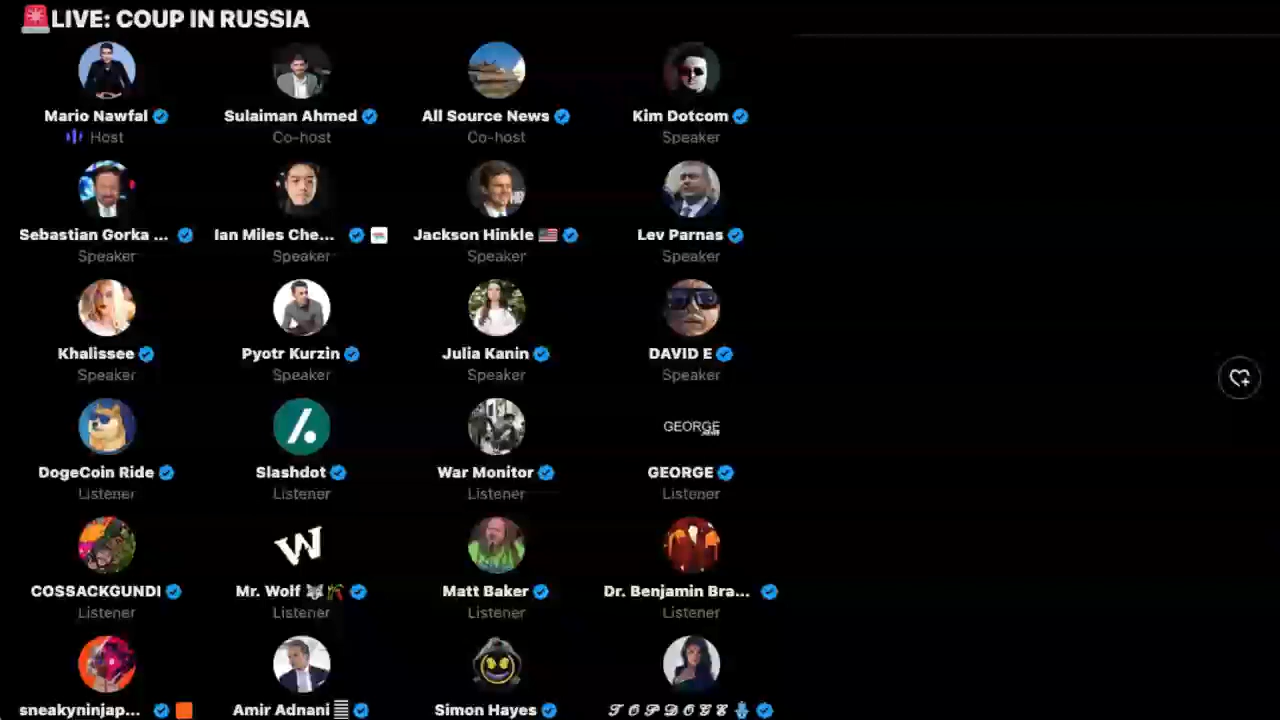 🚨LIVE: COUP IN RUSSIA
Mario Nawfal Sulaiman Ahmed All Source News Kim Dotcom
Host Co-host Co-host Speaker
Sebastian Gorka ... Ian Miles Che... Jackson Hinkle 🇺🇸 Lev Parnas
Speaker Speaker Speaker Speaker
Khalissee Pyotr Kurzin Julia Kanin DAVID E
Speaker Speaker Speaker Speaker
GEORGE
DogeCoin Ride Slashdot War Monitor GEORGE
Listener Listener Listener Listener
W
COSSACKGUNDI Mr. Wolf Matt Baker Dr. Benjamin Bra...
Listener Listener Listener Listener
sneakyninjap... Amir Adnani Simon Hayes 𝒯𝒪𝒫𝒟𝒪𝒢ℰ